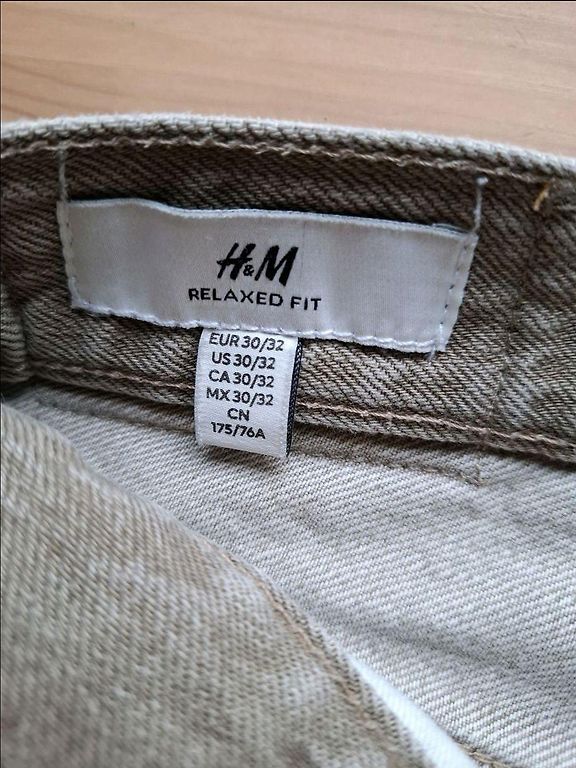 H&M
RELAXED FIT
EUR 30/32
US 30/32
CA 30/32
MX 30/32
CN
175/76A